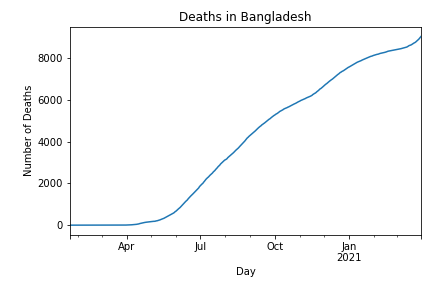 Deaths in Bangladesh
8000
6000
4000
2000
0
Number of Deaths
Apr
Jul
Oct
Jan
2021
Day